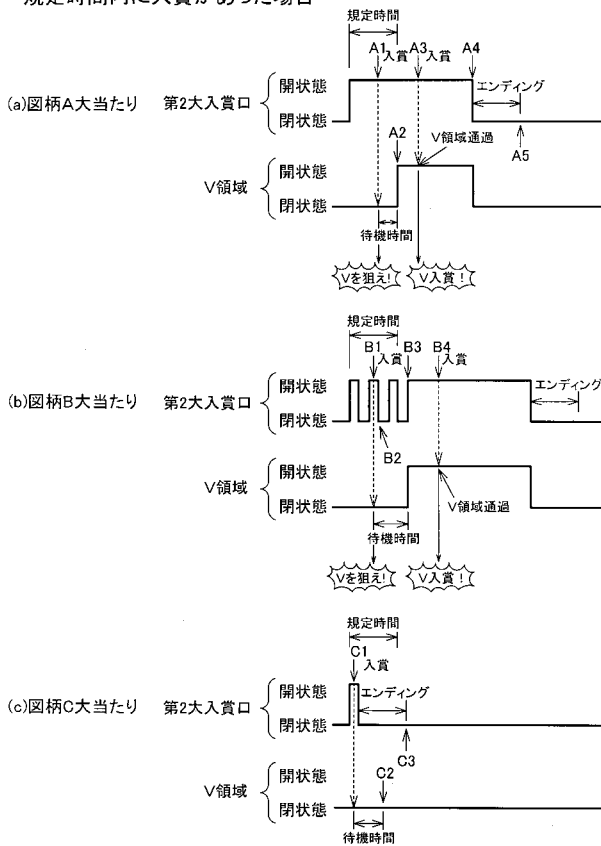 規定時間内に入賞があった場合
規定時間
A1 入賞 A3 入賞 A4
(a)図柄A大当たり 第2大入賞口 開状態 エンディング
閉状態
A2 V領域通過 A5
V領域 開状態
閉状態
待機時間
Vを狙え! V入賞!
規定時間
B1 入賞 B3 B4 入賞
(b)図柄B大当たり 第2大入賞口 開状態 エンディング
閉状態
B2
V領域 開状態
閉状態 V領域通過
待機時間
Vを狙え! V入賞!
規定時間
C1 入賞
(c)図柄C大当たり 第2大入賞口 開状態 エンディング
閉状態
C3
C2
V領域 開状態
閉状態
待機時間